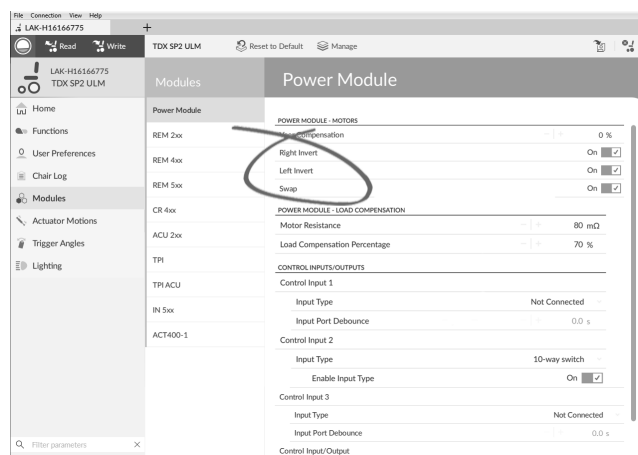 File Connection View Help
LAK-H16166775 +
Read Write TDX SP2 ULM Reset to Default Manage
LAK-H16166775
TDX SP2 ULM
Modules
Power Module
Home
Functions
User Preferences
Chair Log
Modules
Actuator Motions
Trigger Angles
Lighting
Filter parameters
Power Module
REM 2xx
REM 4xx
REM 5xx
CR 4xx
ACU 2xx
TPI
TPI ACU
IN 5xx
ACT400-1
POWER MODULE - MOTORS
Compensation 0 %
Right Invert On
Left Invert On
Swap On
POWER MODULE - LOAD COMPENSATION
Motor Resistance 80 mΩ
Load Compensation Percentage 70 %
CONTROL INPUTS/OUTPUTS
Control Input 1
Input Type Not Connected
Input Port Debounce 0.0 s
Control Input 2
Input Type 10-way switch
Enable Input Type On
Control Input 3
Input Type Not Connected
Input Port Debounce 0.0 s
Control Input/Output